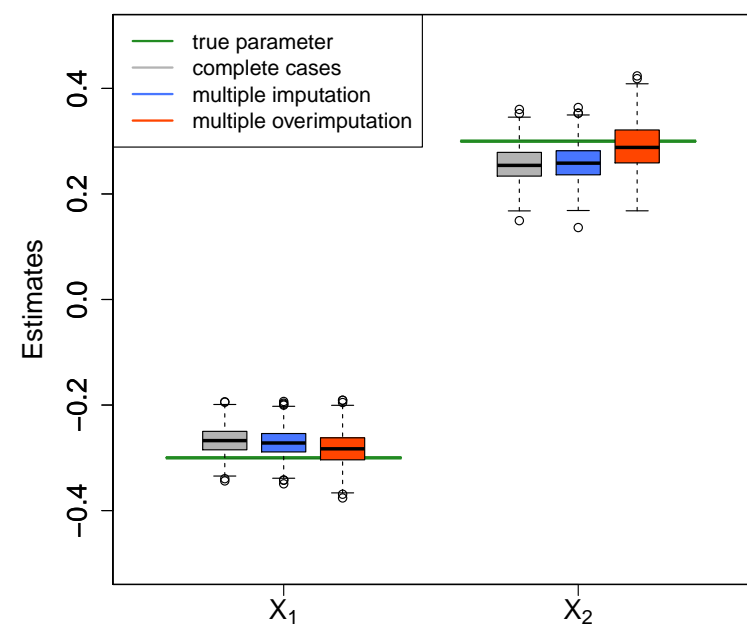 true parameter
complete cases
multiple imputation
multiple overimputation
Estimates
0.4
0.2
0.0
−0.2
−0.4
X₁
X₂